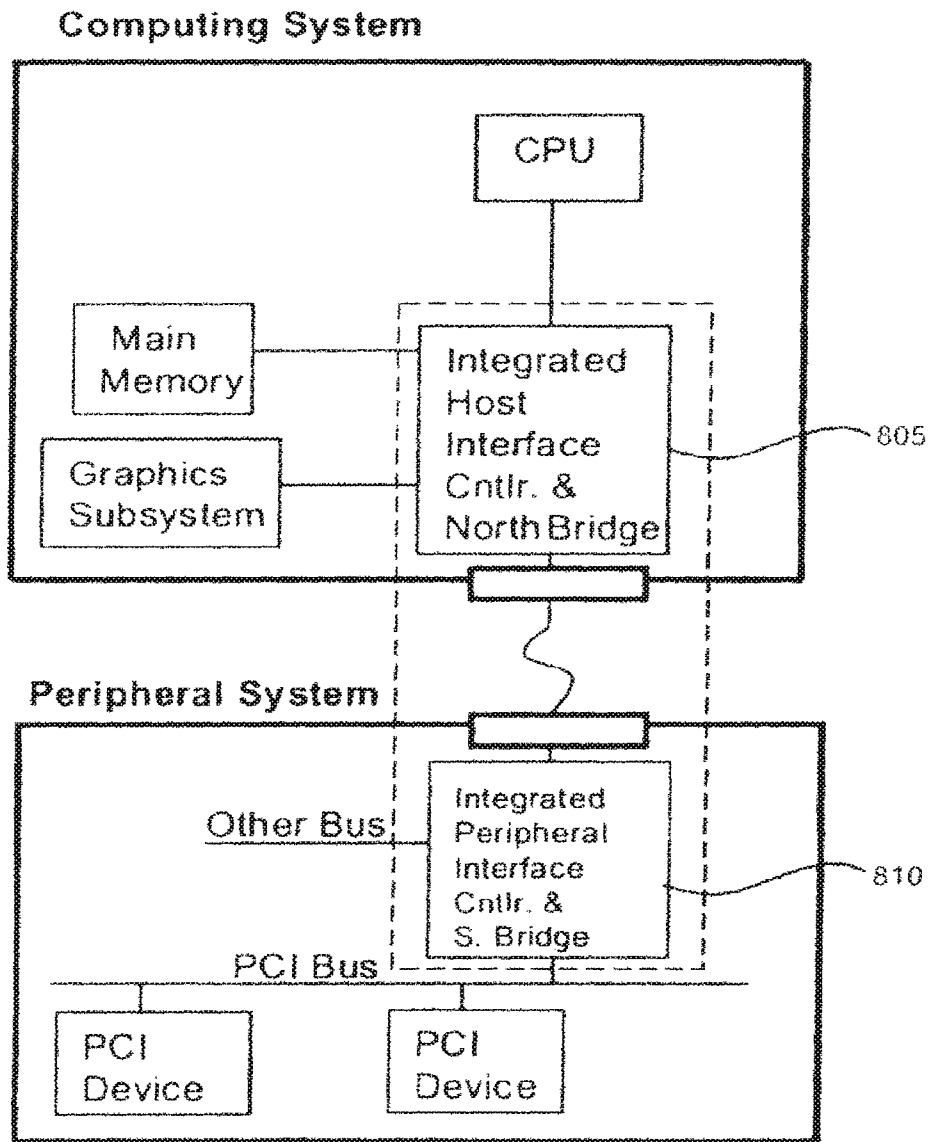 Computing System
CPU
Main
Memory
Integrated
Host
Interface
Cntlr. &
North Bridge
805
Graphics
Subsystem
Peripheral System
Other Bus
Integrated
Peripheral
Interface
Cntlr. &
S. Bridge
810
PCI Bus
PCI
Device
PCI
Device